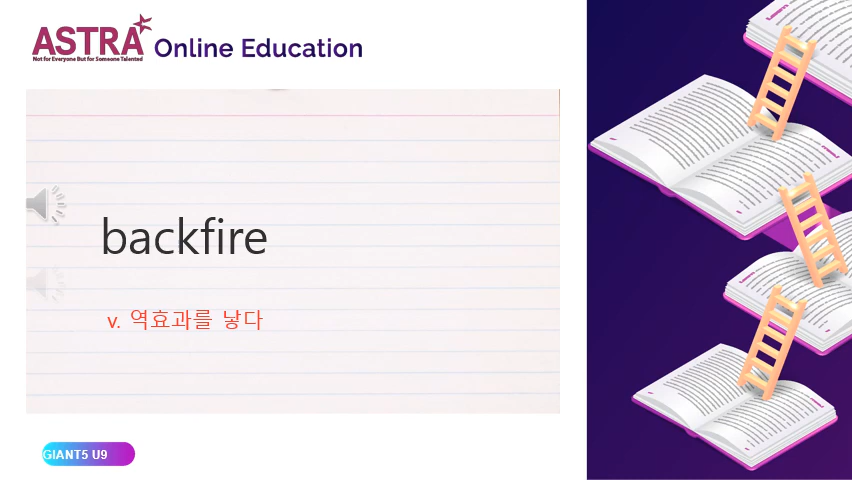 ASTRA Online Education
Not for Everyone But for Someone Talented
backfire
v. 역효과를 낳다
GIANT5 U9